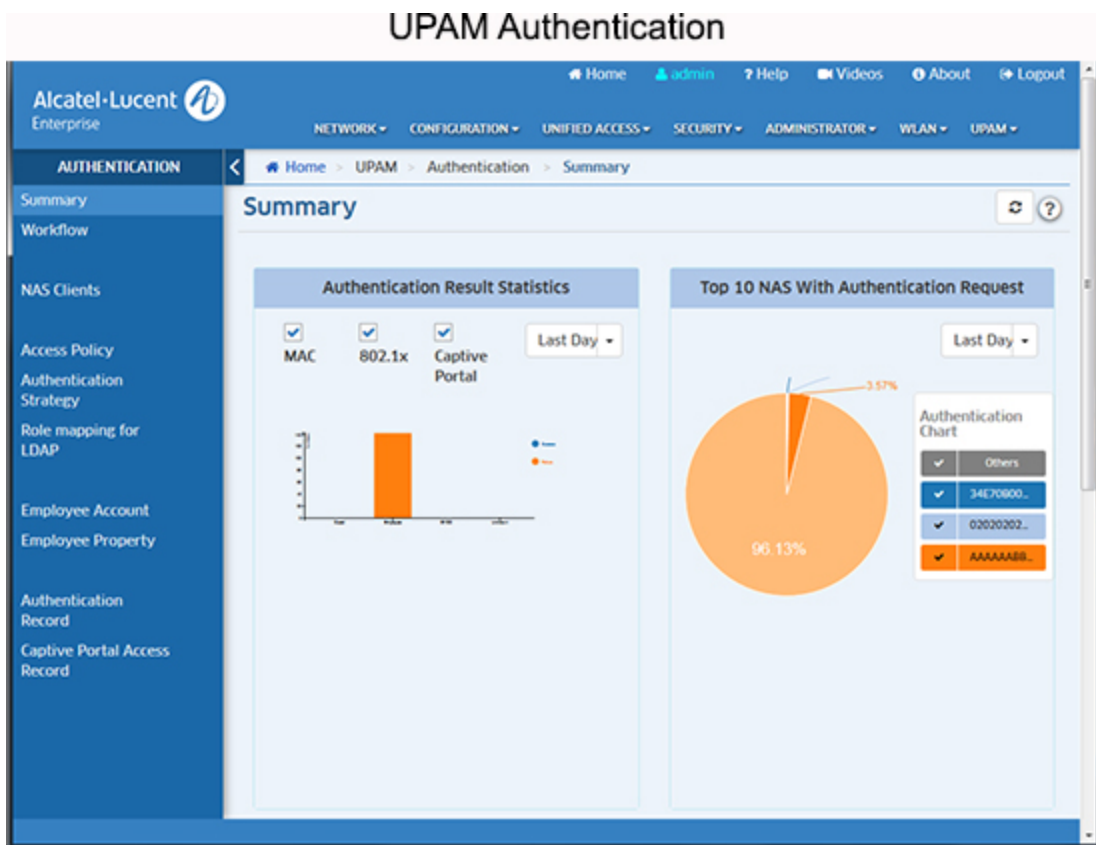 UPAM Authentication
Home admin ? Help Videos About Logout
Alcatel·Lucent
Enterprise
NETWORK CONFIGURATION UNIFIED ACCESS SECURITY ADMINISTRATOR WLAN UPAM
AUTHENTICATION
Home > UPAM > Authentication > Summary
Summary
Workflow
NAS Clients
Access Policy
Authentication
Strategy
Role mapping for
LDAP
Employee Account
Employee Property
Authentication
Record
Captive Portal Access
Record
Summary
?
Authentication Result Statistics
MAC
802.1x
Captive
Portal
Last Day
Top 10 NAS With Authentication Request
Last Day
3.57%
96.13%
Authentication
Chart
Others
34E70B00..
02020202..
AAAAAABB..